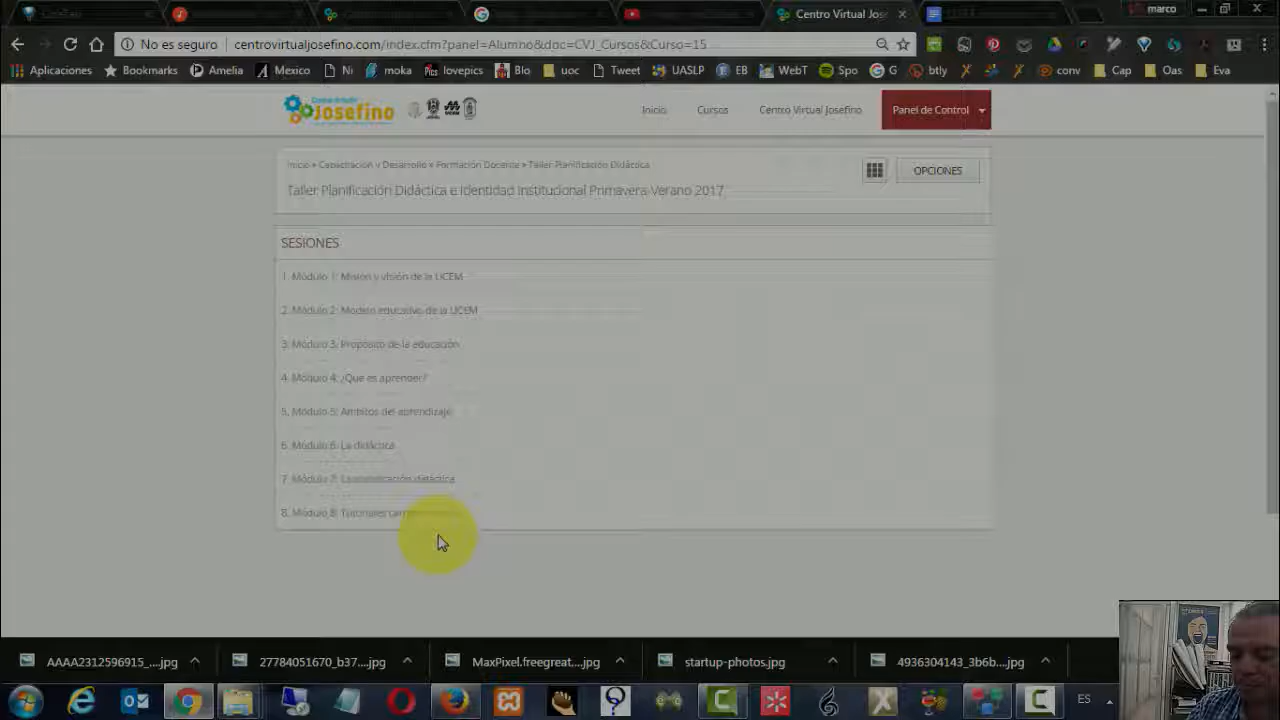 Centro Virtual Jose
marco
No es seguro
centrovirtualjosefino.com/index.cfm?panel=Alumno&doc=CVJ_Cursos&Curso=15
Aplicaciones Bookmarks Amelia Mexico Ni moka lovepics Blo uoc Tweet UASLP EB WebT Spo G btly conv Cap Oas Eva
Josefino
Inicio Cursos Centro Virtual Josefino Panel de Control
Inicio » Capacitación y Desarrollo » Formación Docente » Taller Planificación Didáctica
OPCIONES
Taller Planificación Didáctica e Identidad Institucional Primavera-Verano 2017
SESIONES
1. Módulo 1: Misión y visión de la UCEM
2. Módulo 2: Modelo educativo de la UCEM
3. Módulo 3: Propósito de la educación
4. Módulo 4: ¿Que es aprender?
5. Módulo 5: Ambitos del aprendizaje
6. Módulo 6: La didáctica
7. Módulo 7: La planificación didáctica
8. Módulo 8: Tutoriales
AAAA2312596915_....jpg 27784051670_b37....jpg MaxPixel.freegreat....jpg startup-photos.jpg 4936304143_3b6b....jpg
ES